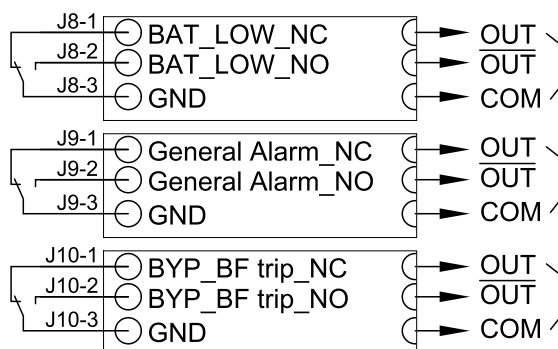 J8-1 BAT_LOW_NC OUT
J8-2 BAT_LOW_NO OUT
J8-3 GND COM
J9-1 General Alarm_NC OUT
J9-2 General Alarm_NO OUT
J9-3 GND COM
J10-1 BYP_BF trip_NC OUT
J10-2 BYP_BF trip_NO OUT
J10-3 GND COM